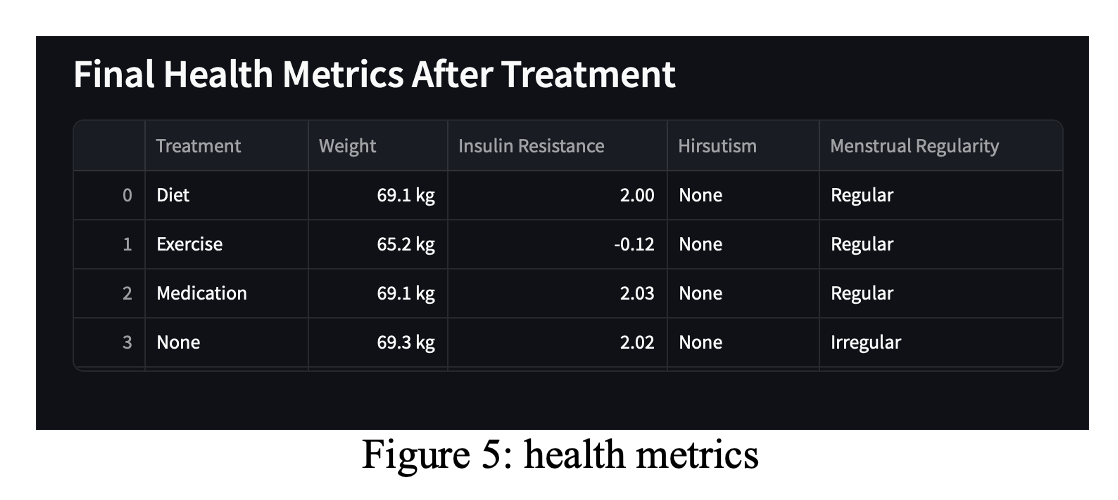 Final Health Metrics After Treatment
Treatment Weight Insulin Resistance Hirsutism Menstrual Regularity
0 Diet 69.1 kg 2.00 None Regular
1 Exercise 65.2 kg -0.12 None Regular
2 Medication 69.1 kg 2.03 None Regular
3 None 69.3 kg 2.02 None Irregular
Figure 5: health metrics